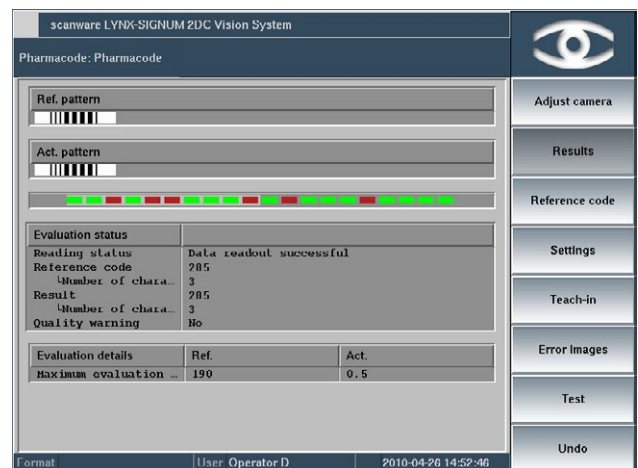 scanware LYNX-SIGNUM 2DC Vision System
Pharmacode: Pharmacode
Ref. pattern
Act. pattern
Evaluation status
Reading status Data readout successful
Reference code 285
└Number of chara… 3
Result 285
└Number of chara… 3
Quality warning No
Evaluation details Ref. Act.
Maximum evaluation … 190 0.5
Format User Operator D 2010-04-26 14:52:46
Adjust camera
Results
Reference code
Settings
Teach-in
Error Images
Test
Undo